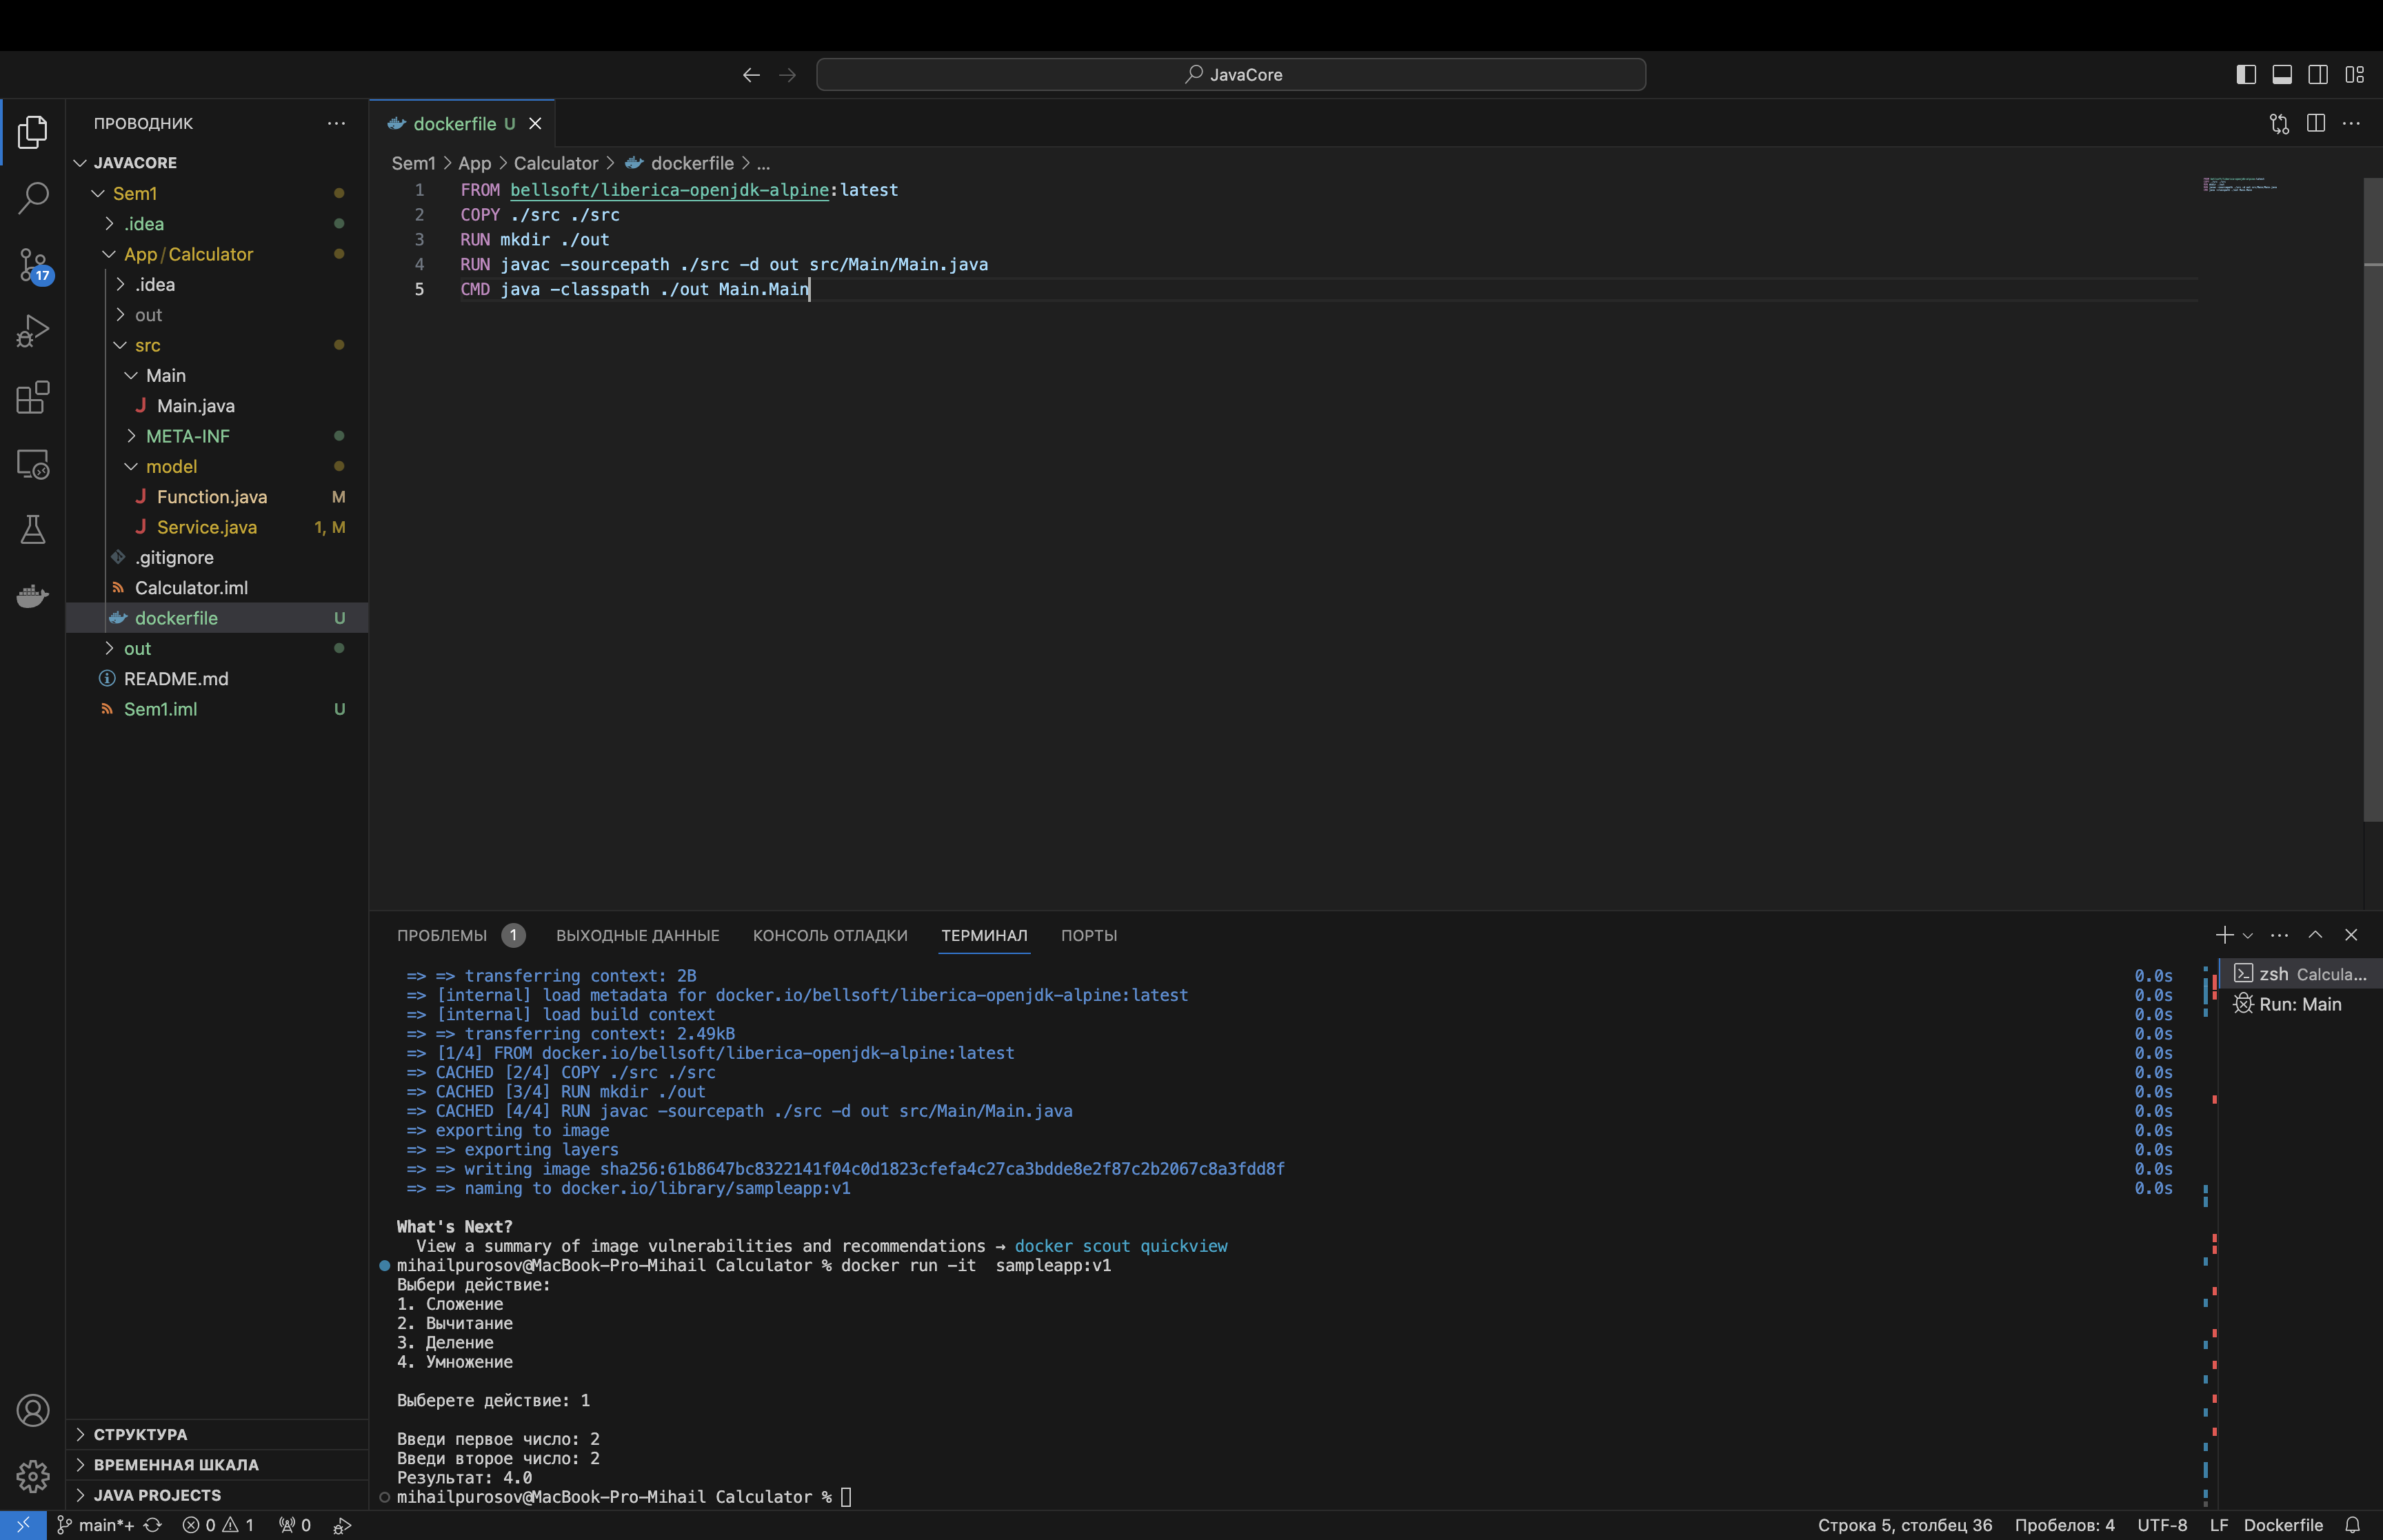 JavaCore
ПРОВОДНИК
JAVACORE
Sem1
.idea
App / Calculator
.idea
out
src
Main
Main.java
META-INF
model
Function.java M
Service.java 1, M
.gitignore
Calculator.iml
dockerfile U
out
README.md
Sem1.iml U
СТРУКТУРА
ВРЕМЕННАЯ ШКАЛА
JAVA PROJECTS
17
dockerfile U
Sem1 > App > Calculator > dockerfile > ...
1 FROM bellsoft/liberica-openjdk-alpine:latest
2 COPY ./src ./src
3 RUN mkdir ./out
4 RUN javac -sourcepath ./src -d out src/Main/Main.java
5 CMD java -classpath ./out Main.Main
ПРОБЛЕМЫ 1 ВЫХОДНЫЕ ДАННЫЕ КОНСОЛЬ ОТЛАДКИ ТЕРМИНАЛ ПОРТЫ
=> => transferring context: 2B 0.0s
=> [internal] load metadata for docker.io/bellsoft/liberica-openjdk-alpine:latest 0.0s
=> [internal] load build context 0.0s
=> => transferring context: 2.49kB 0.0s
=> [1/4] FROM docker.io/bellsoft/liberica-openjdk-alpine:latest 0.0s
=> CACHED [2/4] COPY ./src ./src 0.0s
=> CACHED [3/4] RUN mkdir ./out 0.0s
=> CACHED [4/4] RUN javac -sourcepath ./src -d out src/Main/Main.java 0.0s
=> exporting to image 0.0s
=> => exporting layers 0.0s
=> => writing image sha256:61b8647bc8322141f04c0d1823cfefa4c27ca3bdde8e2f87c2b2067c8a3fdd8f 0.0s
=> => naming to docker.io/library/sampleapp:v1 0.0s
What's Next?
View a summary of image vulnerabilities and recommendations → docker scout quickview
mihailpurosov@MacBook-Pro-Mihail Calculator % docker run -it  sampleapp:v1
Выбери действие:
1. Сложение
2. Вычитание
3. Деление
4. Умножение
Выберете действие: 1
Введи первое число: 2
Введи второе число: 2
Результат: 4.0
mihailpurosov@MacBook-Pro-Mihail Calculator %
zsh Calcula...
Run: Main
main*+ 0 1 0
Строка 5, столбец 36 Пробелов: 4 UTF-8 LF Dockerfile